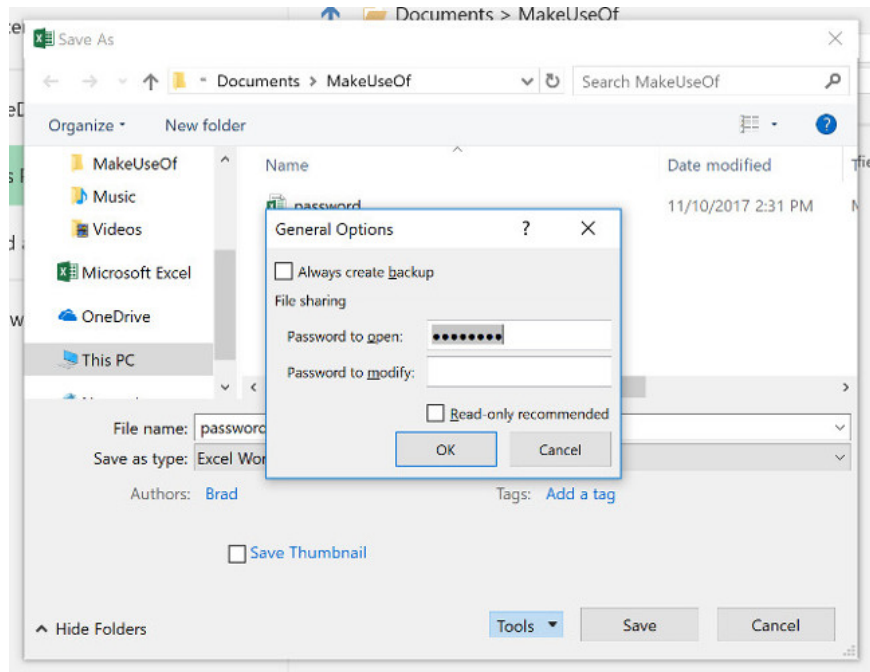 Documents > MakeUseOf
Save As
Documents > MakeUseOf
Search MakeUseOf
Organize
New folder
?
MakeUseOf
Name
Date modified
Music
password
11/10/2017 2:31 PM
Videos
General Options
?
Always create backup
Microsoft Excel
File sharing
OneDrive
Password to open:
This PC
Password to modify:
Read-only recommended
File name: password
OK
Cancel
Save as type: Excel Wor
Authors: Brad
Tags: Add a tag
Save Thumbnail
Hide Folders
Tools
Save
Cancel